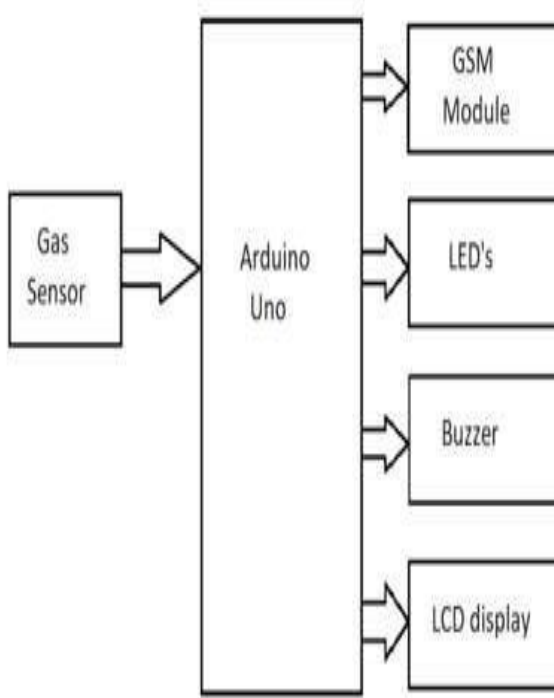 Gas
Sensor
Arduino
Uno
GSM
Module
LED's
Buzzer
LCD display